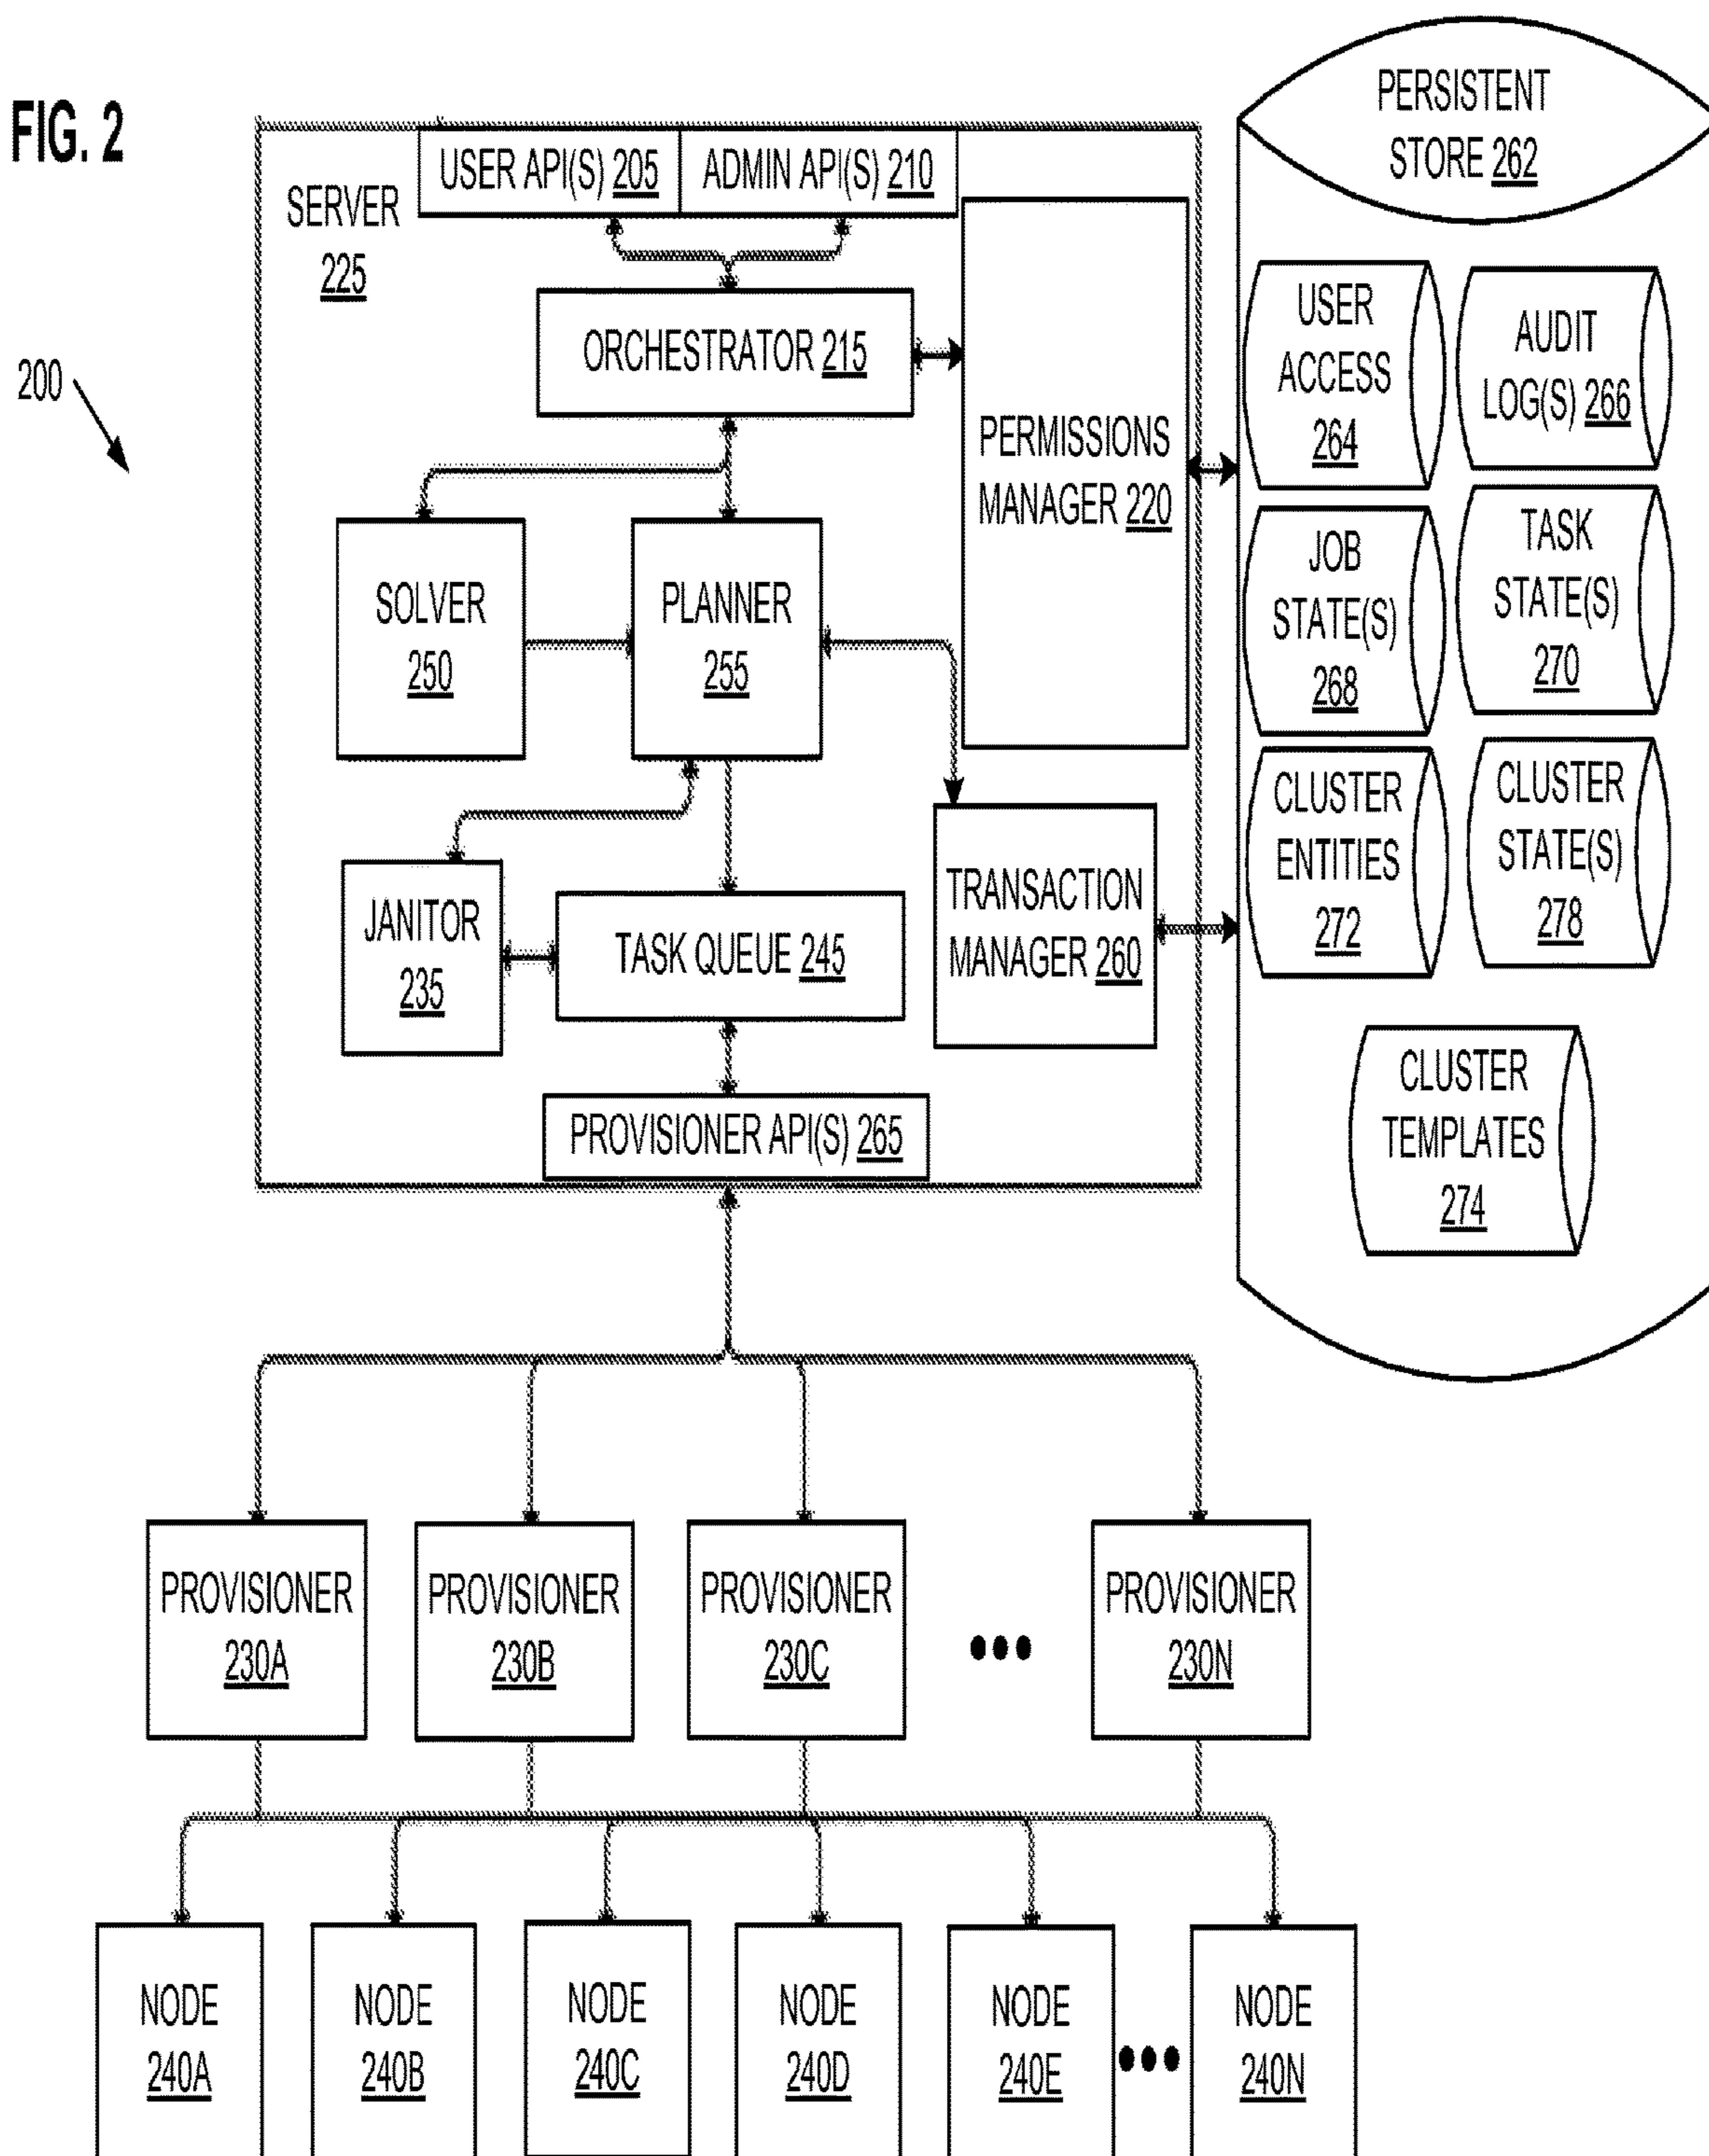 FIG. 2
200
SERVER
225
USER API(S) 205
ADMIN API(S) 210
ORCHESTRATOR 215
PERMISSIONS
MANAGER 220
SOLVER
250
PLANNER
255
JANITOR
235
TASK QUEUE 245
TRANSACTION
MANAGER 260
PROVISIONER API(S) 265
PERSISTENT
STORE 262
USER
ACCESS
264
AUDIT
LOG(S) 266
JOB
STATE(S)
268
TASK
STATE(S)
270
CLUSTER
ENTITIES
272
CLUSTER
STATE(S)
278
CLUSTER
TEMPLATES
274
PROVISIONER
230A
PROVISIONER
230B
PROVISIONER
230C
PROVISIONER
230N
NODE
240A
NODE
240B
NODE
240C
NODE
240D
NODE
240E
NODE
240N